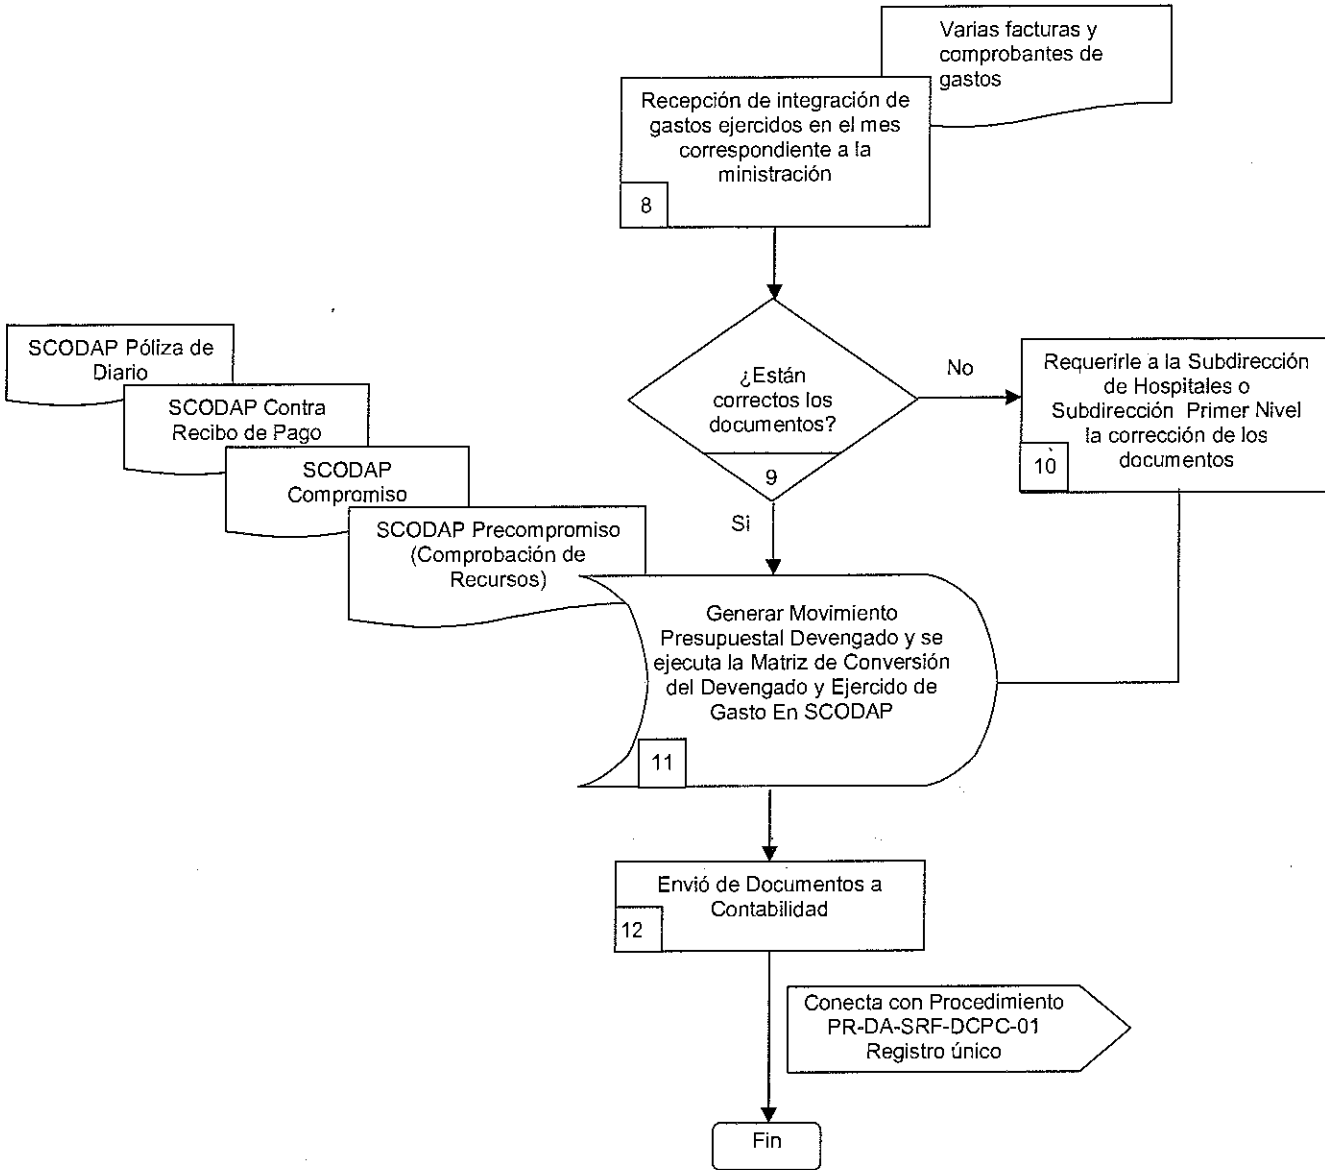 Varias facturas y
comprobantes de
gastos
Recepción de integración de
gastos ejercidos en el mes
correspondiente a la
ministración
8
¿Están
correctos los
documentos?
9
No
Si
Requerirle a la Subdirección
de Hospitales o
Subdirección Primer Nivel
la corrección de los
documentos
10
SCODAP Póliza de
Diario
SCODAP Contra
Recibo de Pago
SCODAP
Compromiso
SCODAP Precompromiso
(Comprobación de
Recursos)
Generar Movimiento
Presupuestal Devengado y se
ejecuta la Matriz de Conversión
del Devengado y Ejercido de
Gasto En SCODAP
11
Envió de Documentos a
Contabilidad
12
Conecta con Procedimiento
PR-DA-SRF-DCPC-01
Registro único
Fin